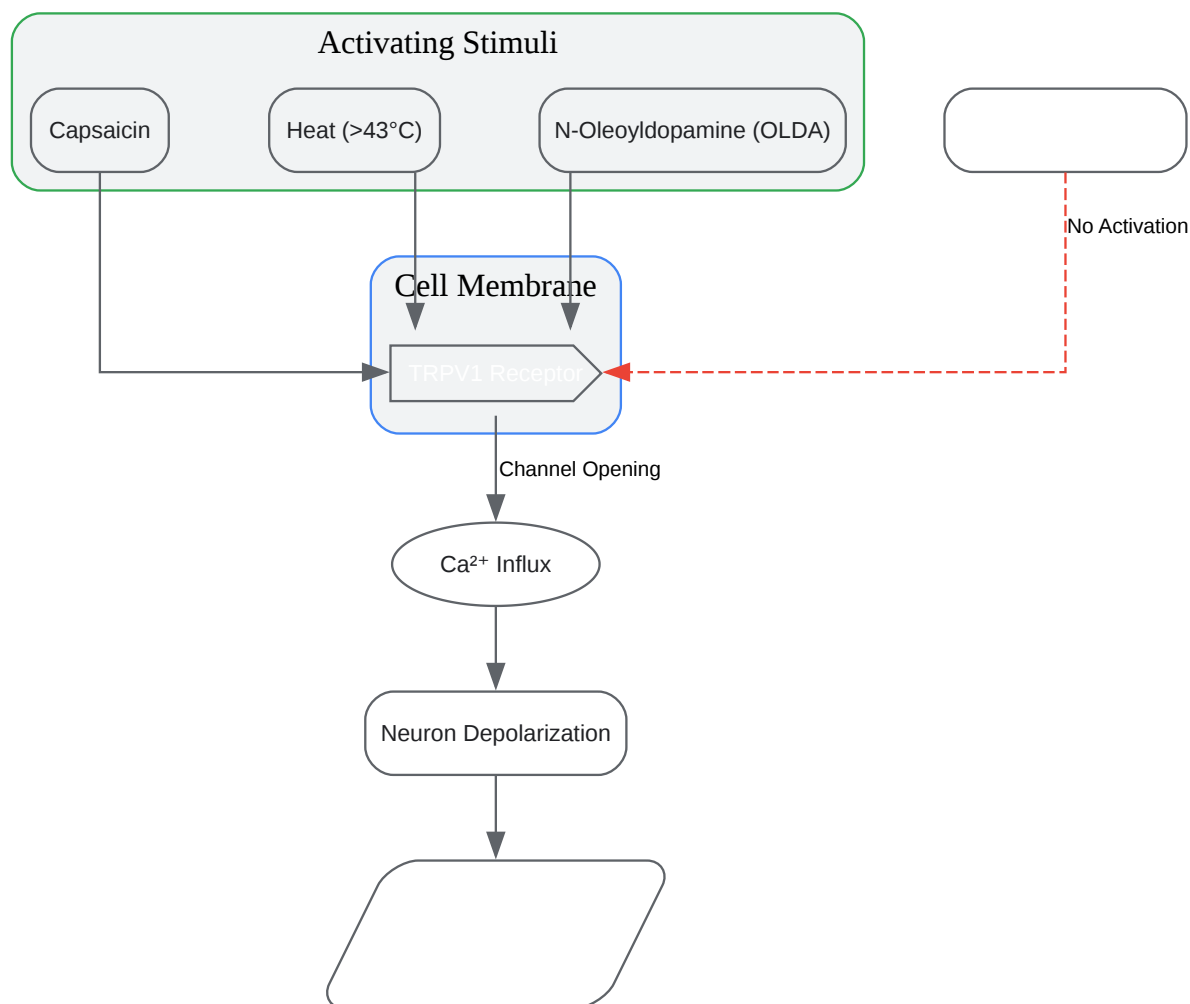 Activating Stimuli
Capsaicin
Heat (>43°C)
N-Oleoyldopamine (OLDA)
No Activation
Cell Membrane
TRPV1 Receptor
Channel Opening
Ca²⁺ Influx
Neuron Depolarization